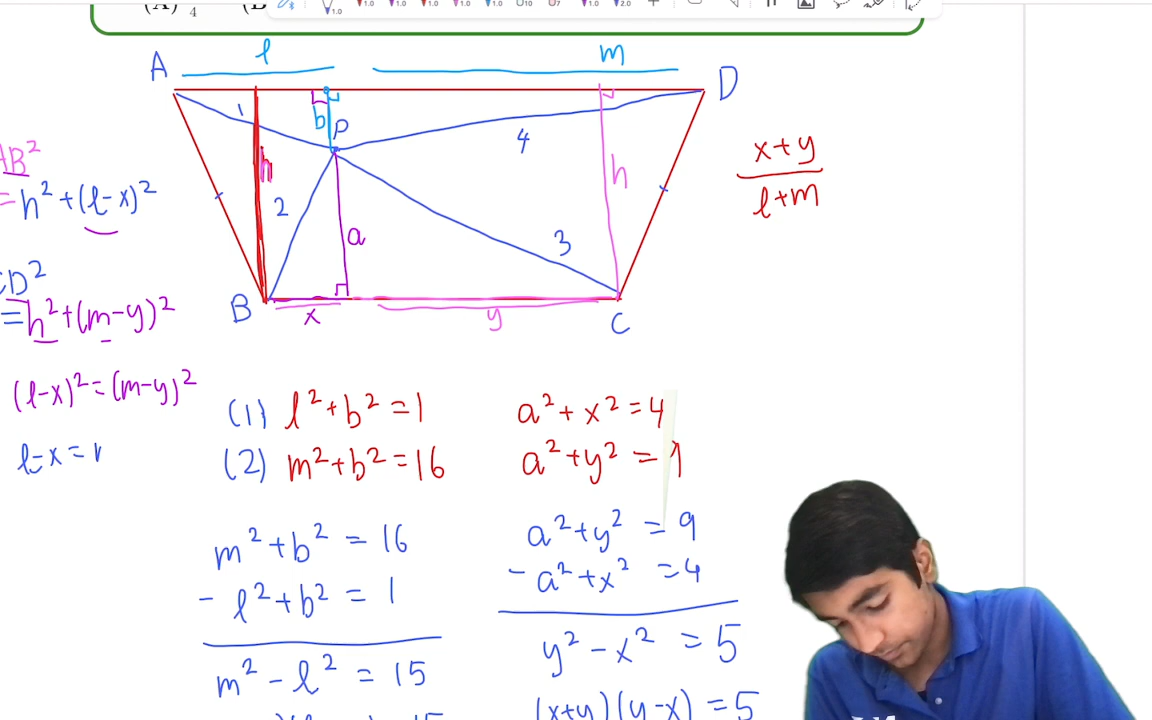 (A) 4 (B
l m
A D
1 b P 4
h h
2 a 3
B x y C
x+y
l+m
AB²
=h²+(l-x)²
CD²
=h²+(m-y)²
(l-x)²=(m-y)²
l-x=
(1) l²+b²=1 a²+x²=4
(2) m²+b²=16 a²+y²=
m²+b²=16 a²+y²=9
- l²+b²=1 - a²+x²=4
m²-l²=15 y²-x²=5
(x+y)(y-x)=5